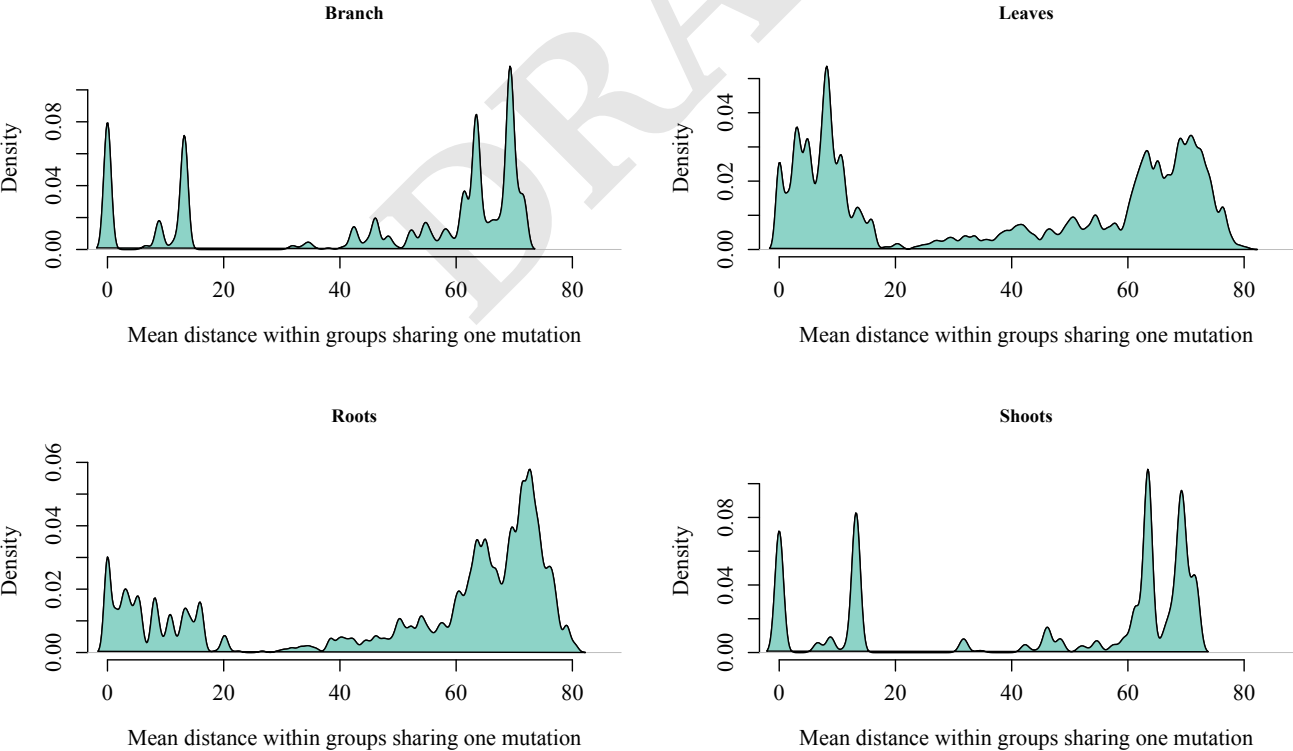 Branch
Density
0.00 0.04 0.08
0 20 40 60 80
Mean distance within groups sharing one mutation
Leaves
Density
0.00 0.02 0.04
0 20 40 60 80
Mean distance within groups sharing one mutation
Roots
Density
0.00 0.02 0.04 0.06
0 20 40 60 80
Mean distance within groups sharing one mutation
Shoots
Density
0.00 0.04 0.08
0 20 40 60 80
Mean distance within groups sharing one mutation
DRA